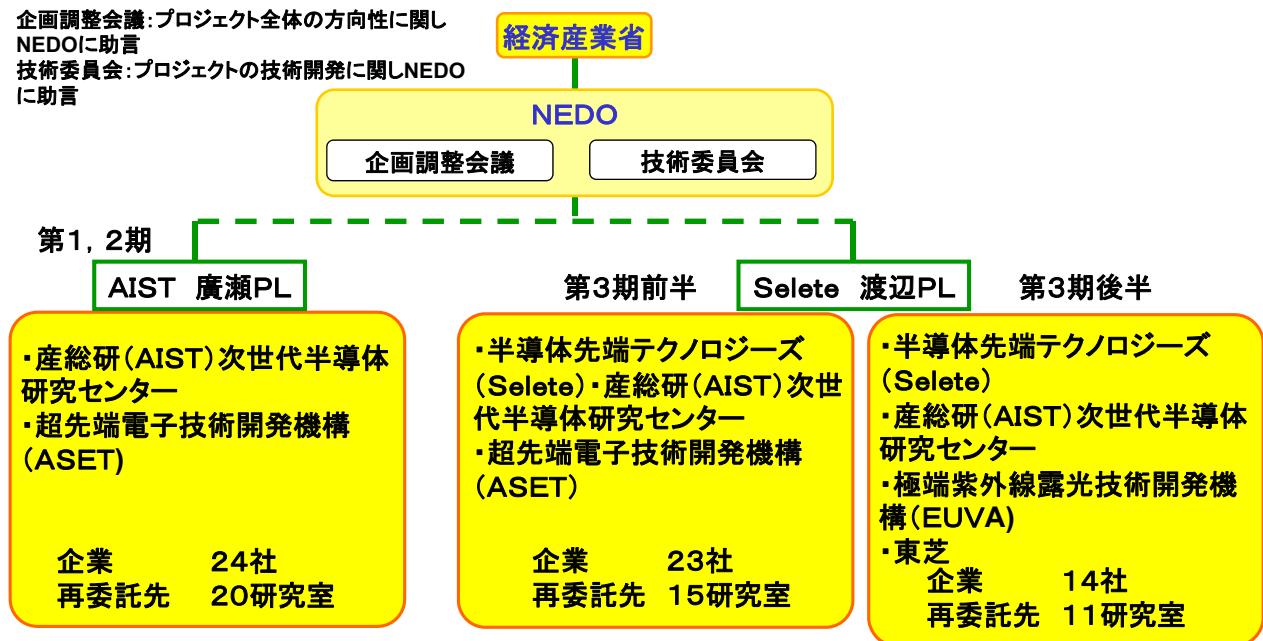 企画調整会議:プロジェクト全体の方向性に関し
NEDOに助言
技術委員会:プロジェクトの技術開発に関しNEDO
に助言
経済産業省
NEDO
企画調整会議
技術委員会
第1,2期
AIST 廣瀬PL
・産総研(AIST)次世代半導体
研究センター
・超先端電子技術開発機構
(ASET)
企業 24社
再委託先 20研究室
第3期前半
Selete 渡辺PL
第3期後半
・半導体先端テクノロジーズ
(Selete)・産総研(AIST)次世
代半導体研究センター
・超先端電子技術開発機構
(ASET)
企業 23社
再委託先 15研究室
・半導体先端テクノロジーズ
(Selete)
・産総研(AIST)次世代半導体
研究センター
・極端紫外線露光技術開発機
構(EUVA)
・東芝
企業 14社
再委託先 11研究室